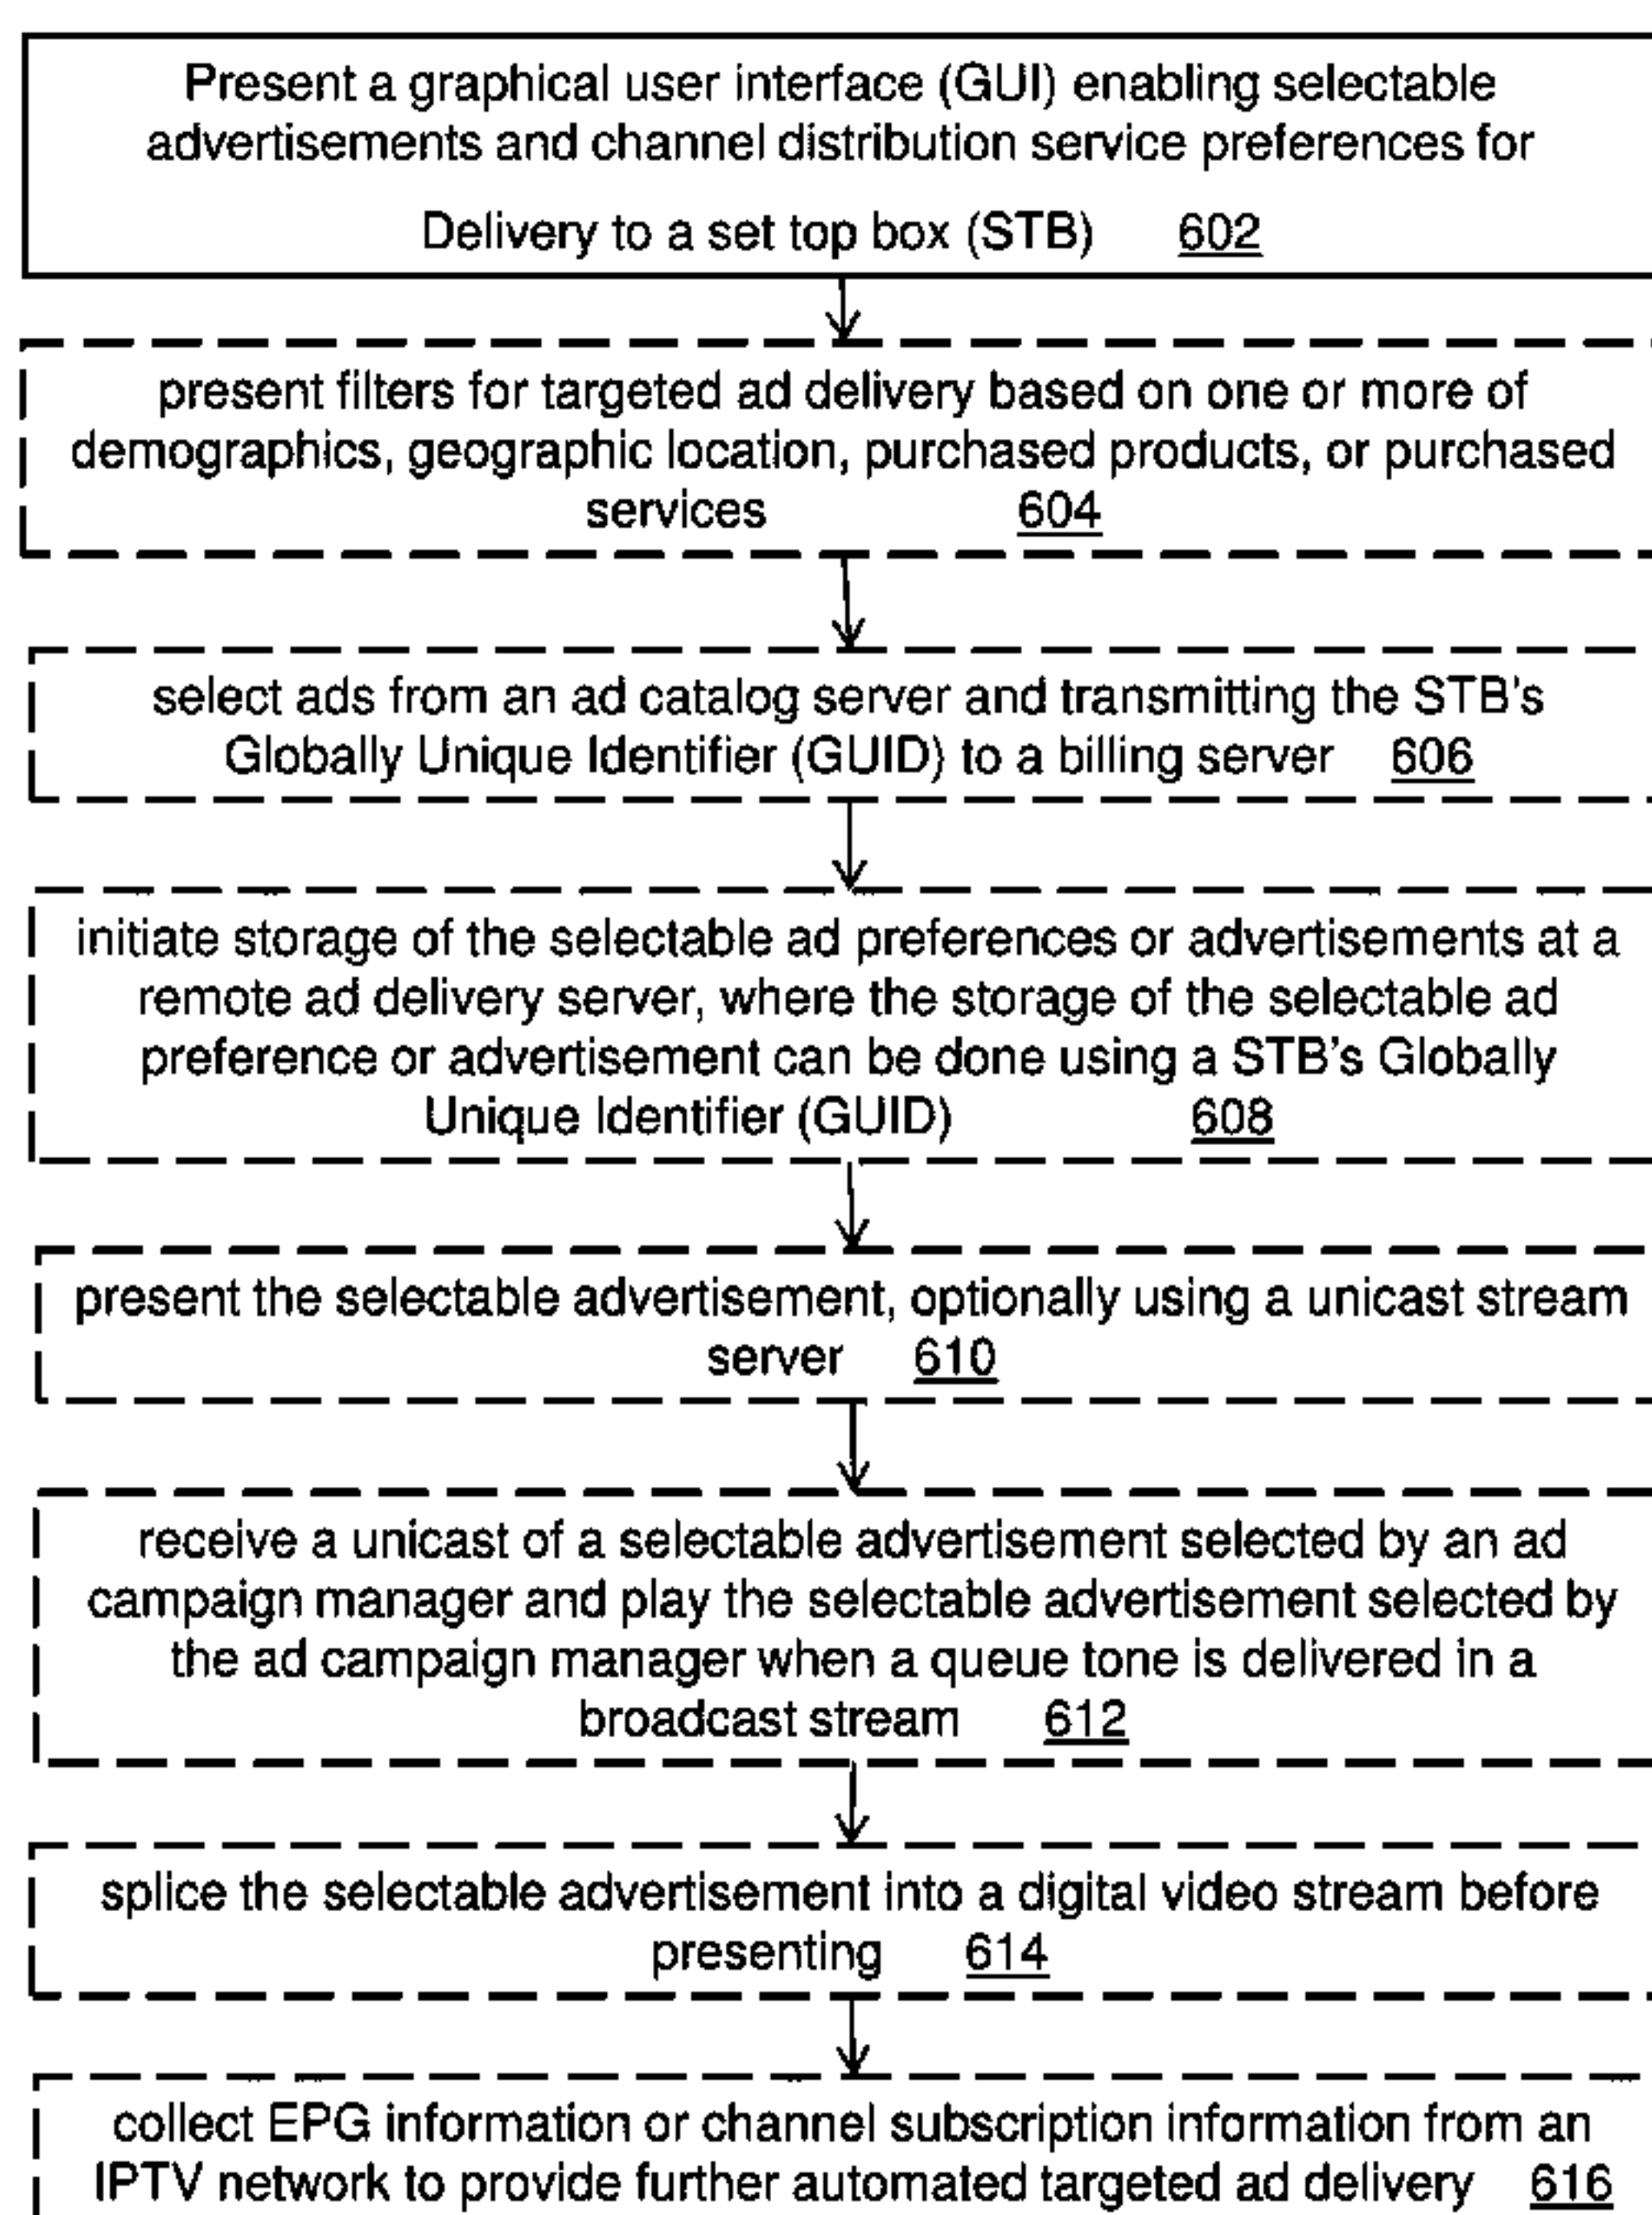 Present a graphical user interface (GUI) enabling selectable
advertisements and channel distribution service preferences for
Delivery to a set top box (STB) 602
present filters for targeted ad delivery based on one or more of
demographics, geographic location, purchased products, or purchased
services 604
select ads from an ad catalog server and transmitting the STB's
Globally Unique Identifier (GUID) to a billing server 606
initiate storage of the selectable ad preferences or advertisements at a
remote ad delivery server, where the storage of the selectable ad
preference or advertisement can be done using a STB's Globally
Unique Identifier (GUID) 608
present the selectable advertisement, optionally using a unicast stream
server 610
receive a unicast of a selectable advertisement selected by an ad
campaign manager and play the selectable advertisement selected by
the ad campaign manager when a queue tone is delivered in a
broadcast stream 612
splice the selectable advertisement into a digital video stream before
presenting 614
collect EPG information or channel subscription information from an
IPTV network to provide further automated targeted ad delivery 616